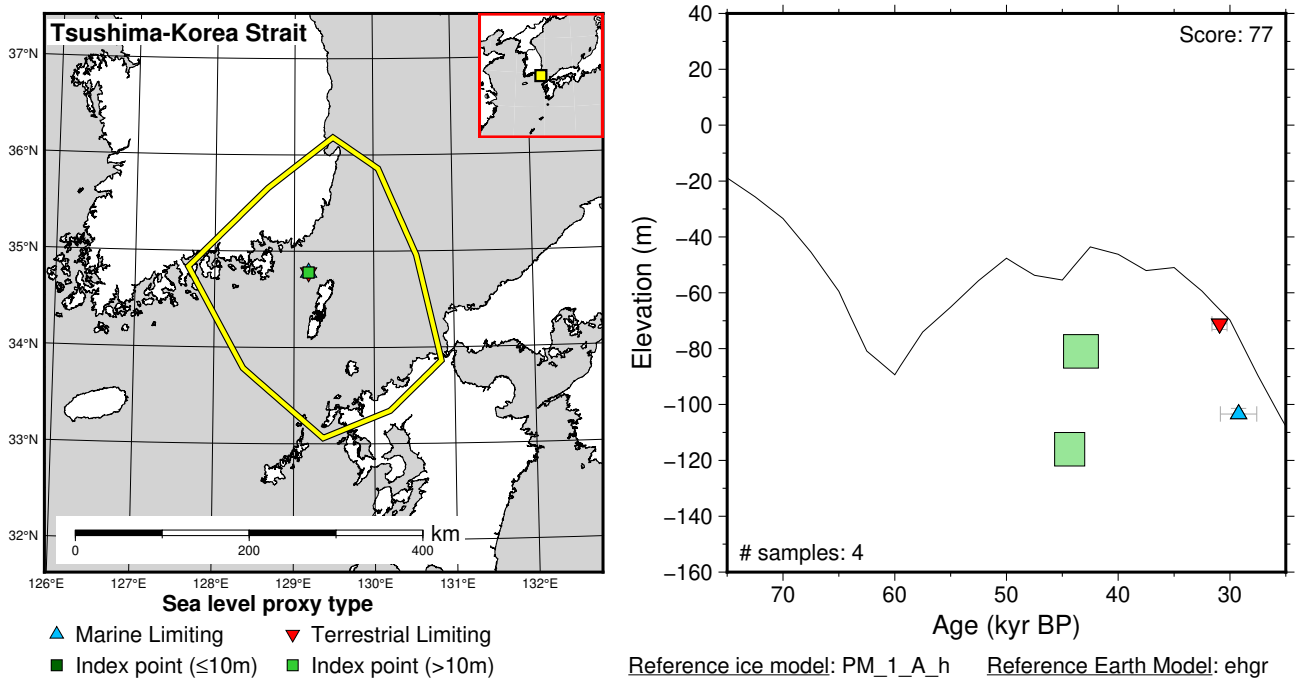 Tsushima-Korea Strait
37°N
36°N
35°N
34°N
33°N
32°N
126°E 127°E 128°E 129°E 130°E 131°E 132°E
km
0 200 400
Sea level proxy type
Marine Limiting Terrestrial Limiting
Index point (≤10m) Index point (>10m)
Score: 77
40
20
0
−20
−40
−60
−80
−100
−120
−140
−160
Elevation (m)
# samples: 4
70 60 50 40 30
Age (kyr BP)
Reference ice model: PM_1_A_h Reference Earth Model: ehgr